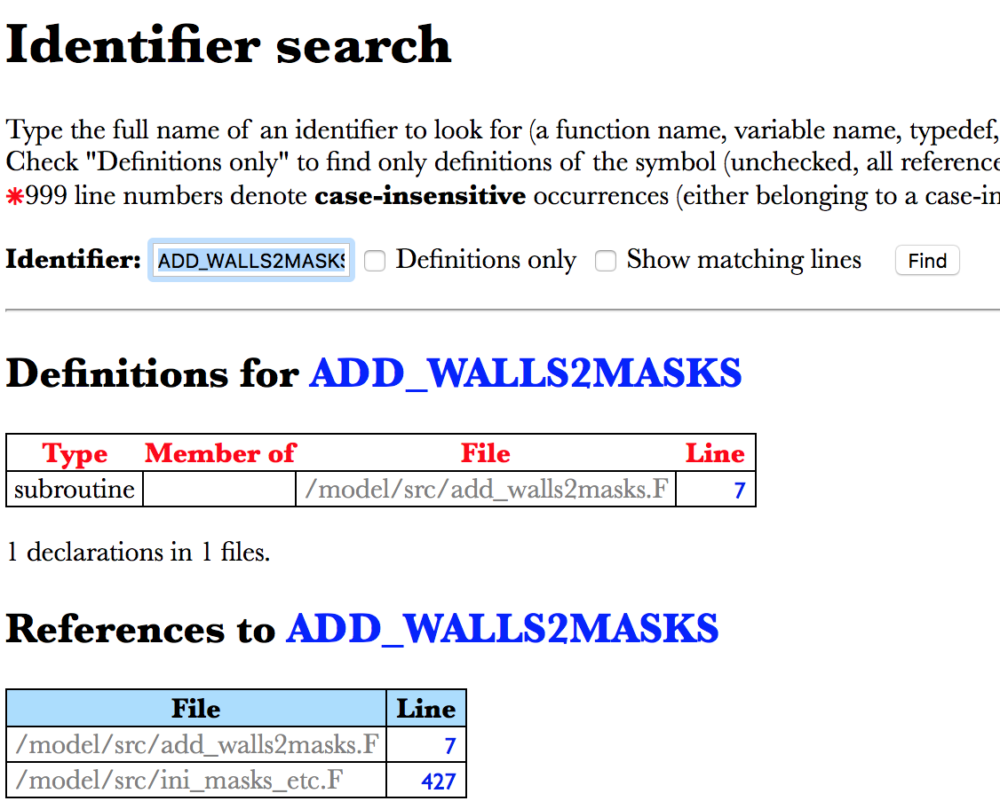 Identifier search
Type the full name of an identifier to look for (a function name, variable name, typedef,
Check "Definitions only" to find only definitions of the symbol (unchecked, all reference
*999 line numbers denote case-insensitive occurrences (either belonging to a case-in
Identifier: ADD_WALLS2MASKS Definitions only Show matching lines Find
Definitions for ADD_WALLS2MASKS
Type Member of File Line
subroutine /model/src/add_walls2masks.F 7
1 declarations in 1 files.
References to ADD_WALLS2MASKS
File Line
/model/src/add_walls2masks.F 7
/model/src/ini_masks_etc.F 427